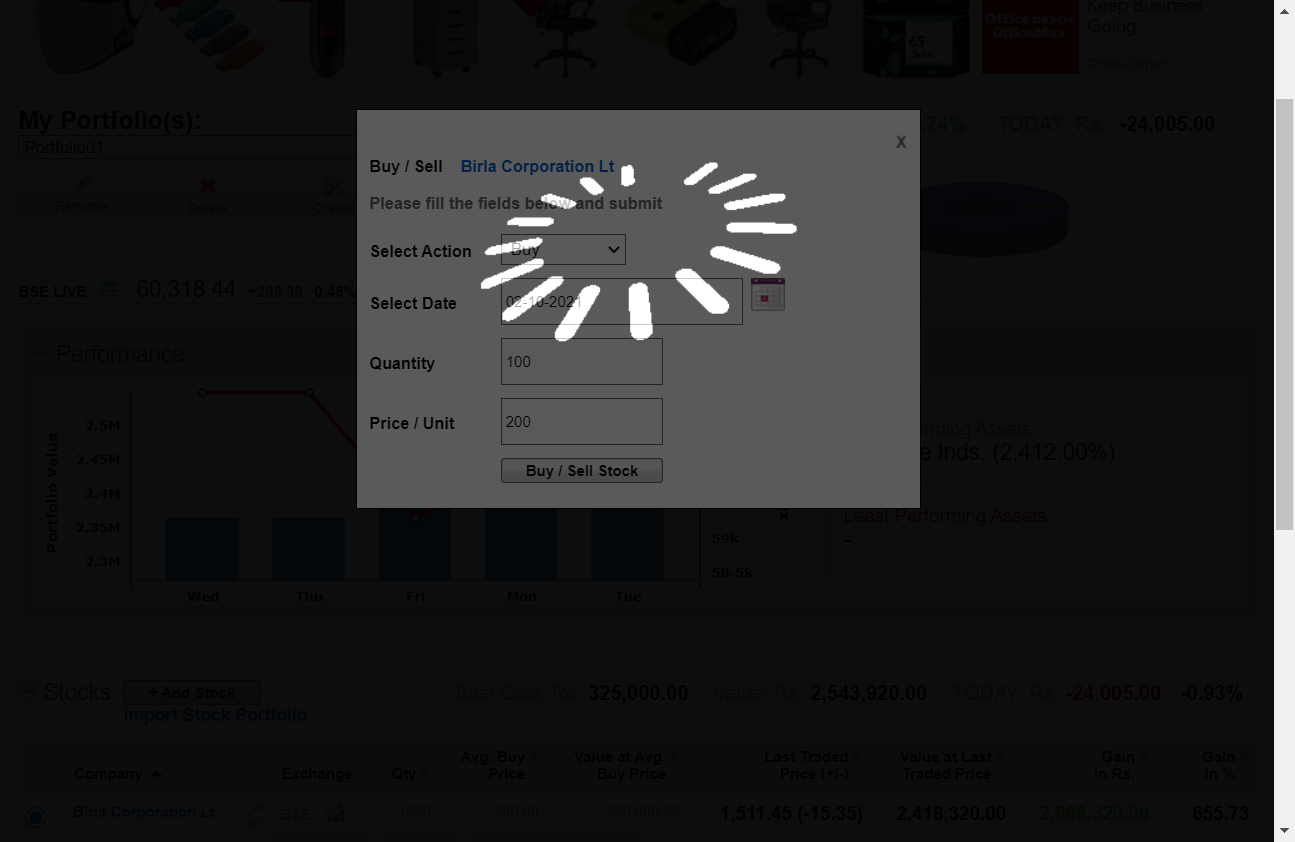 Keep Business
Going
Office DEPOT
OfficeMax
65
Office Depot
My Portfolio(s):
.74%
TODAY: Rs. -24,005.00
Portfolio01
X
Buy / Sell Birla Corporation Lt
Rename
Delete
Create
Please fill the fields below and submit
Select Action Buy
BSE LIVE 60,318.44 +289.38 0.48%
Select Date 02-10-2021
Performance
Quantity 100
Price / Unit 200
Buy / Sell Stock
Portfolio Value
2.5M
2.45M
2.4M
2.35M
2.3M
Wed Thu Fri Mon Tue
59k
58.5k
rming Assets
e Inds. (2,412.00%)
Least Performing Assets
-
Stocks + Add Stock Total Cost: Rs. 325,000.00 Value: Rs. 2,543,920.00 TODAY: Rs. -24,005.00 -0.93%
Import Stock Portfolio
Company Exchange Qty Avg. Buy Price Value at Avg. Buy Price Last Traded Price (+/-) Value at Last Traded Price Gain in Rs. Gain in %
Birla Corporation Lt BSE 1600 200.00 320,000.00 1,511.45 (-15.35) 2,418,320.00 2,098,320.00 655.73